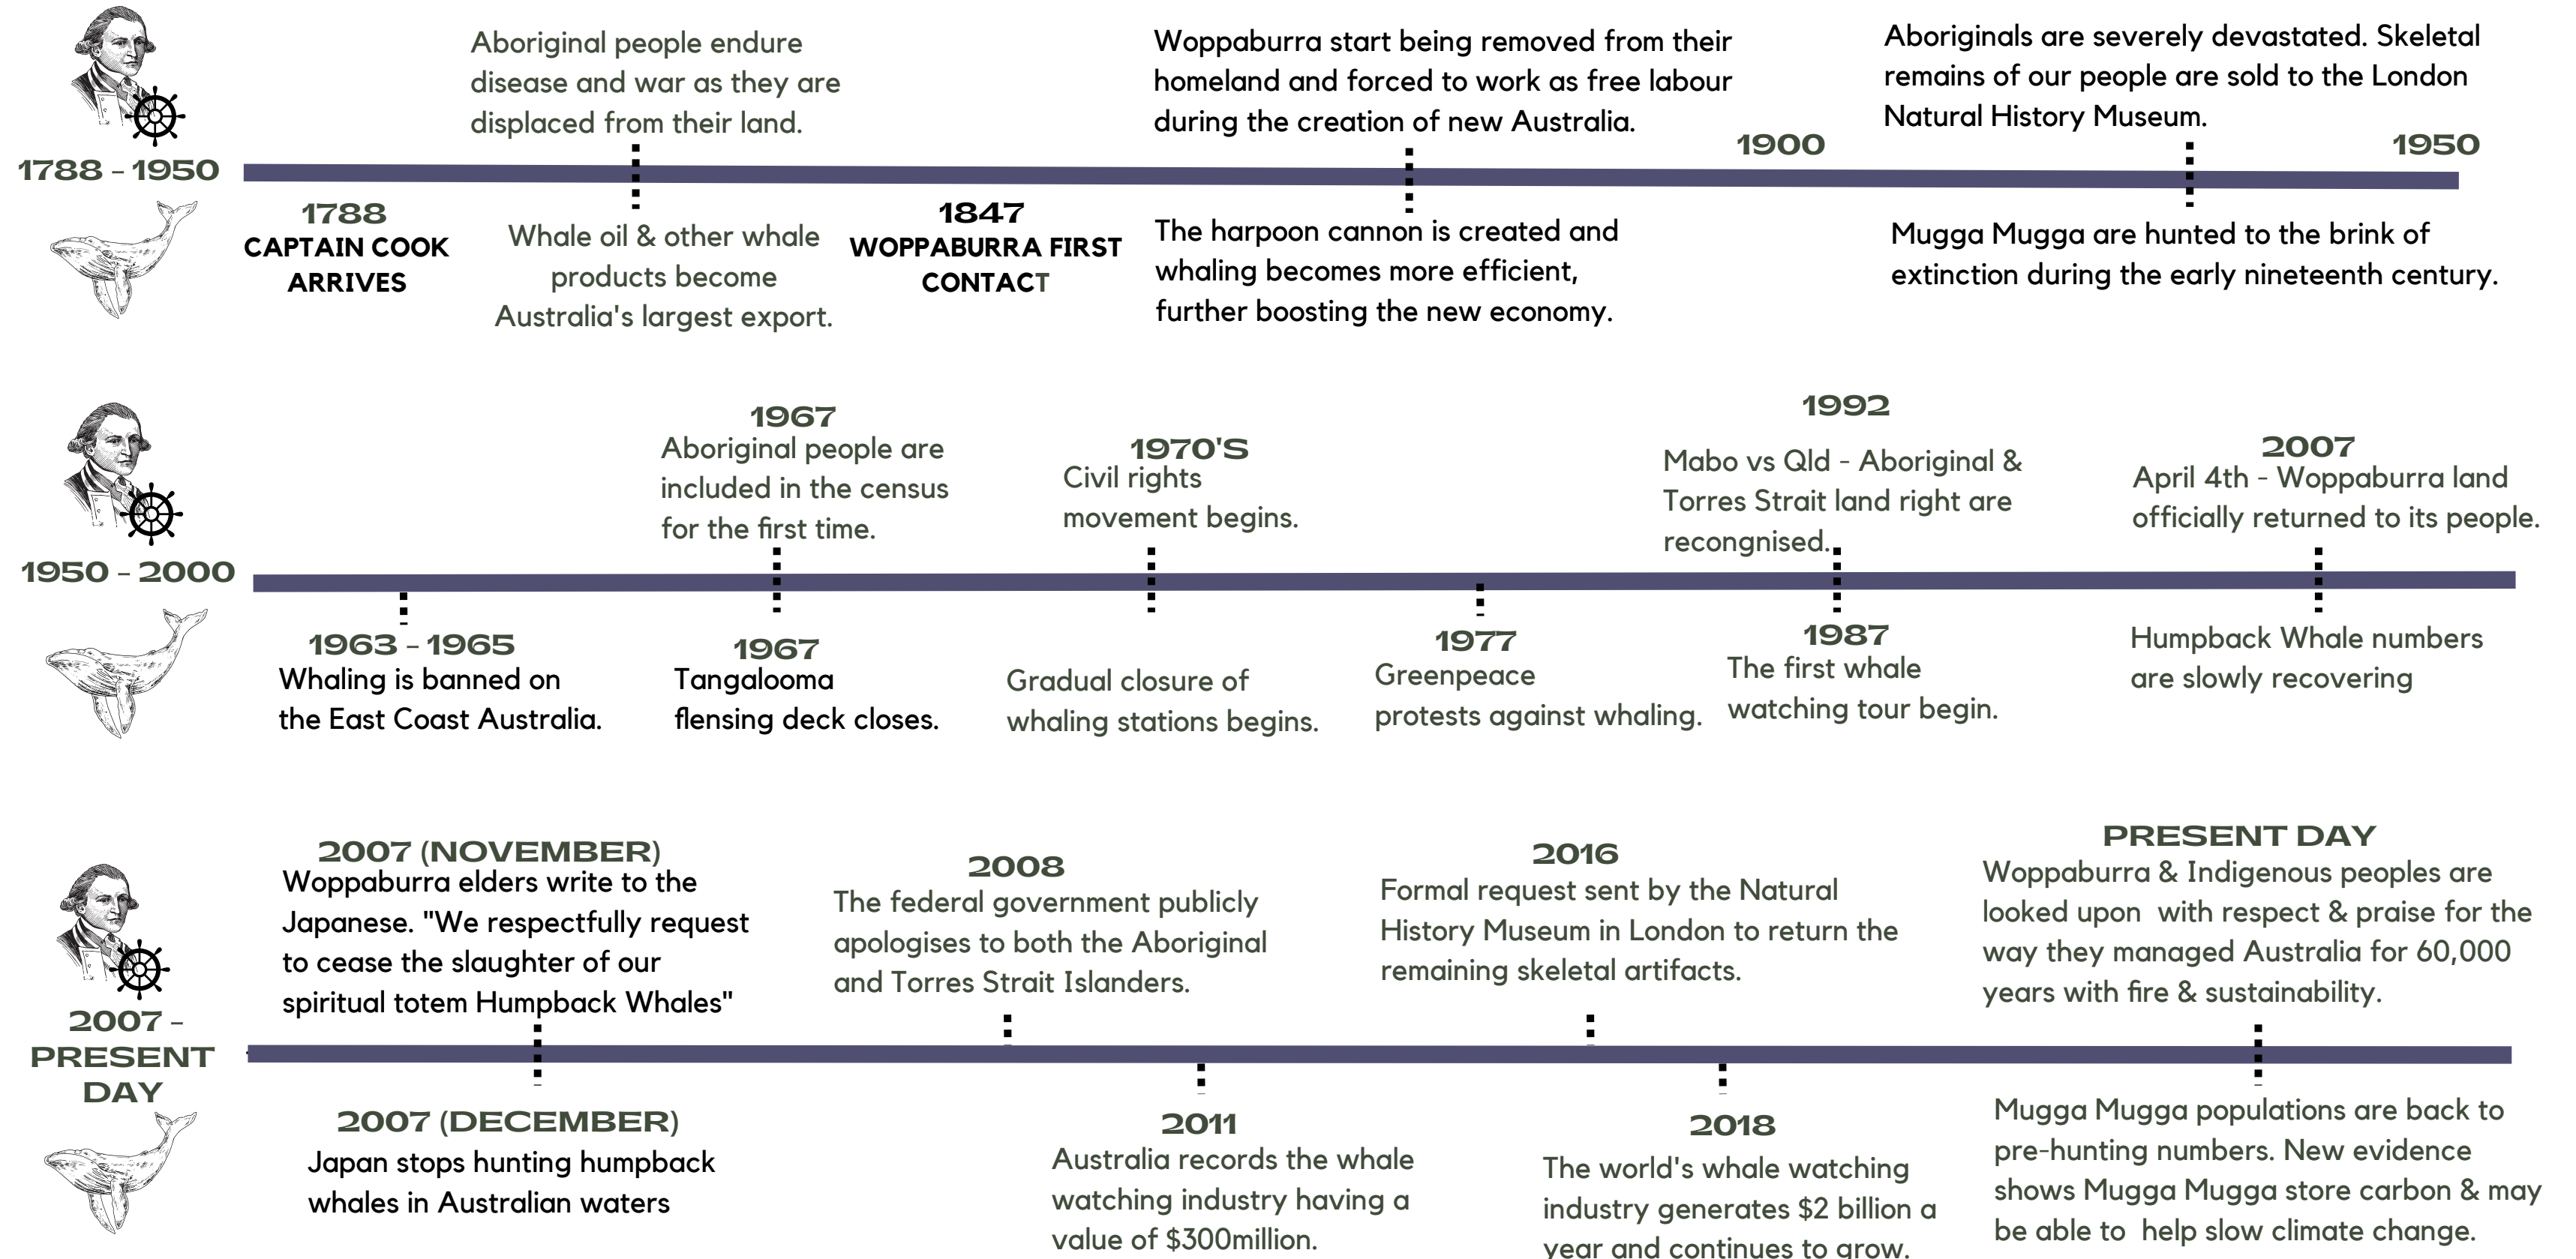 Aboriginal people endure
disease and war as they are
displaced from their land.
Woppaburra start being removed from their
homeland and forced to work as free labour
during the creation of new Australia.
1900
Aboriginals are severely devastated. Skeletal
remains of our people are sold to the London
Natural History Museum.
1950
1788 - 1950
1788
CAPTAIN COOK
ARRIVES
Whale oil & other whale
products become
Australia's largest export.
1847
WOPPABURRA FIRST
CONTACT
The harpoon cannon is created and
whaling becomes more efficient,
further boosting the new economy.
Mugga Mugga are hunted to the brink of
extinction during the early nineteenth century.
1967
Aboriginal people are
included in the census
for the first time.
1970'S
Civil rights
movement begins.
1992
Mabo vs Qld - Aboriginal &
Torres Strait land right are
recongnised.
2007
April 4th - Woppaburra land
officially returned to its people.
1950 - 2000
1963 - 1965
Whaling is banned on
the East Coast Australia.
1967
Tangalooma
flensing deck closes.
Gradual closure of
whaling stations begins.
1977
Greenpeace
protests against whaling.
1987
The first whale
watching tour begin.
Humpback Whale numbers
are slowly recovering
2007 (NOVEMBER)
Woppaburra elders write to the
Japanese. "We respectfully request
to cease the slaughter of our
spiritual totem Humpback Whales"
2008
The federal government publicly
apologises to both the Aboriginal
and Torres Strait Islanders.
2016
Formal request sent by the Natural
History Museum in London to return the
remaining skeletal artifacts.
PRESENT DAY
Woppaburra & Indigenous peoples are
looked upon with respect & praise for the
way they managed Australia for 60,000
years with fire & sustainability.
2007 -
PRESENT
DAY
2007 (DECEMBER)
Japan stops hunting humpback
whales in Australian waters
2011
Australia records the whale
watching industry having a
value of $300million.
2018
The world's whale watching
industry generates $2 billion a
year and continues to grow.
Mugga Mugga populations are back to
pre-hunting numbers. New evidence
shows Mugga Mugga store carbon & may
be able to help slow climate change.